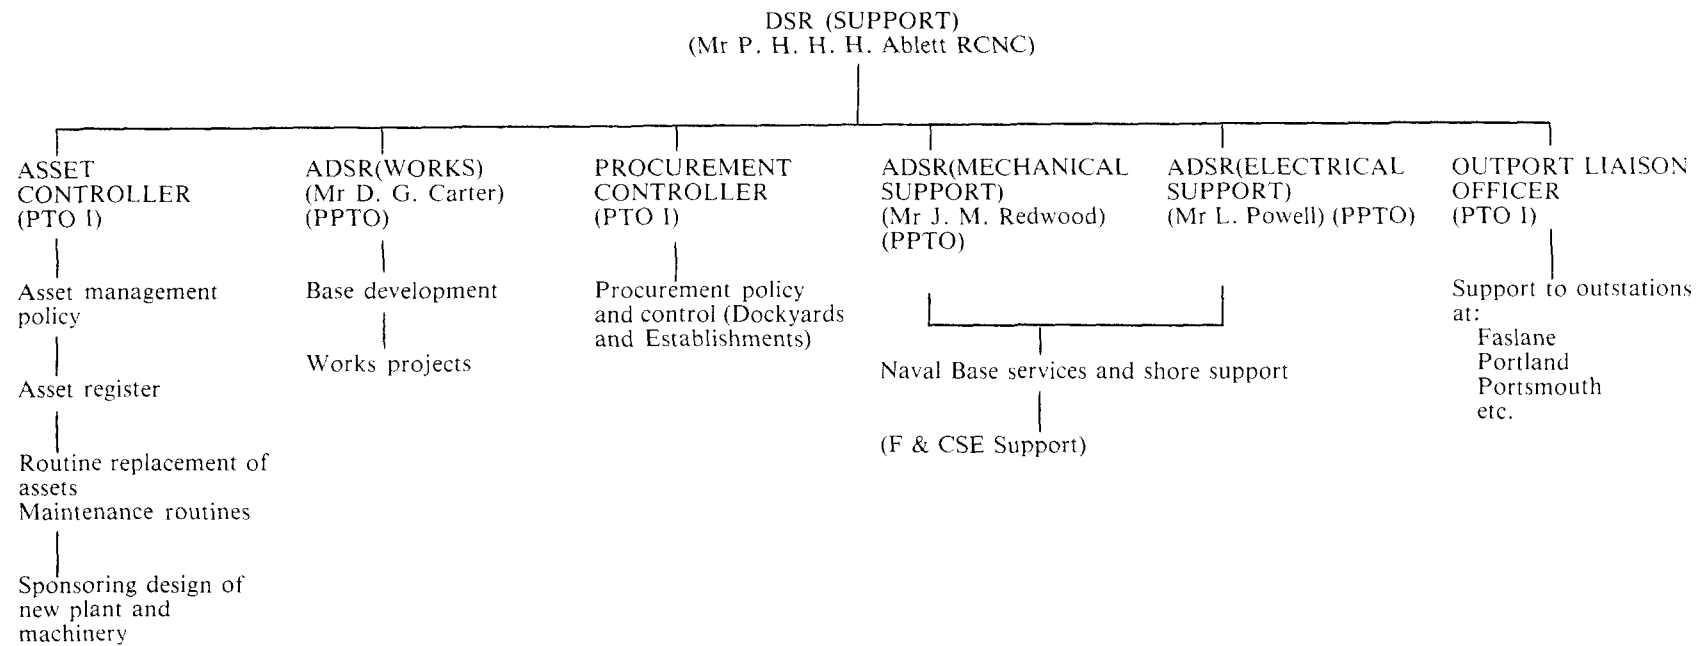 DSR (SUPPORT)
(Mr P. H. H. H. Ablett RCNC)
ASSET
CONTROLLER
(PTO I)
Asset management
policy
Asset register
Routine replacement of
assets
Maintenance routines
Sponsoring design of
new plant and
machinery
ADSR(WORKS)
(Mr D. G. Carter)
(PPTO)
Base development
Works projects
PROCUREMENT
CONTROLLER
(PTO I)
Procurement policy
and control (Dockyards
and Establishments)
ADSR(MECHANICAL
SUPPORT)
(Mr J. M. Redwood)
(PPTO)
ADSR(ELECTRICAL
SUPPORT)
(Mr L. Powell) (PPTO)
Naval Base services and shore support
(F & CSE Support)
OUTPORT LIAISON
OFFICER
(PTO I)
Support to outstations
at:
Faslane
Portland
Portsmouth
etc.